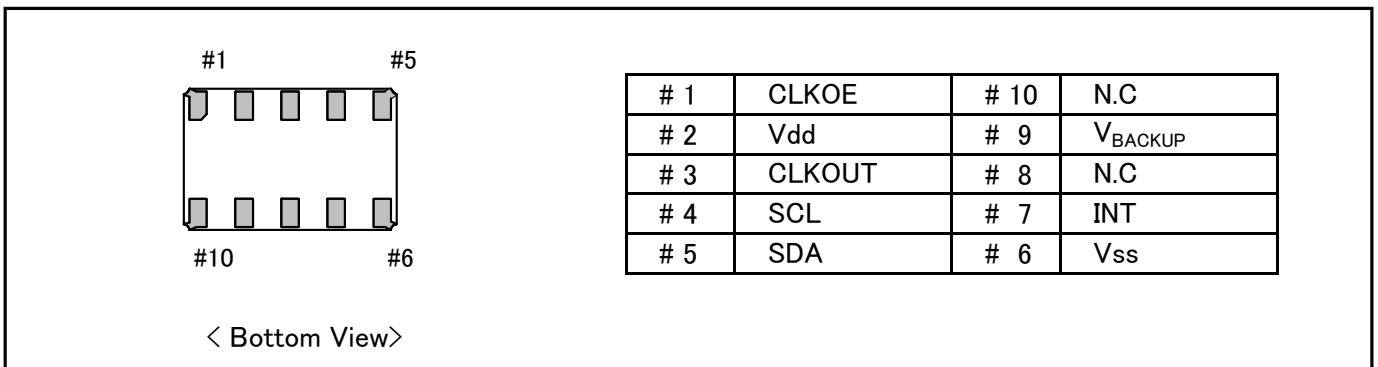 #1 #5
#10 #6
< Bottom View>
# 1 CLKOE # 10 N.C
# 2 Vdd # 9 VBACKUP
# 3 CLKOUT # 8 N.C
# 4 SCL # 7 INT
# 5 SDA # 6 Vss